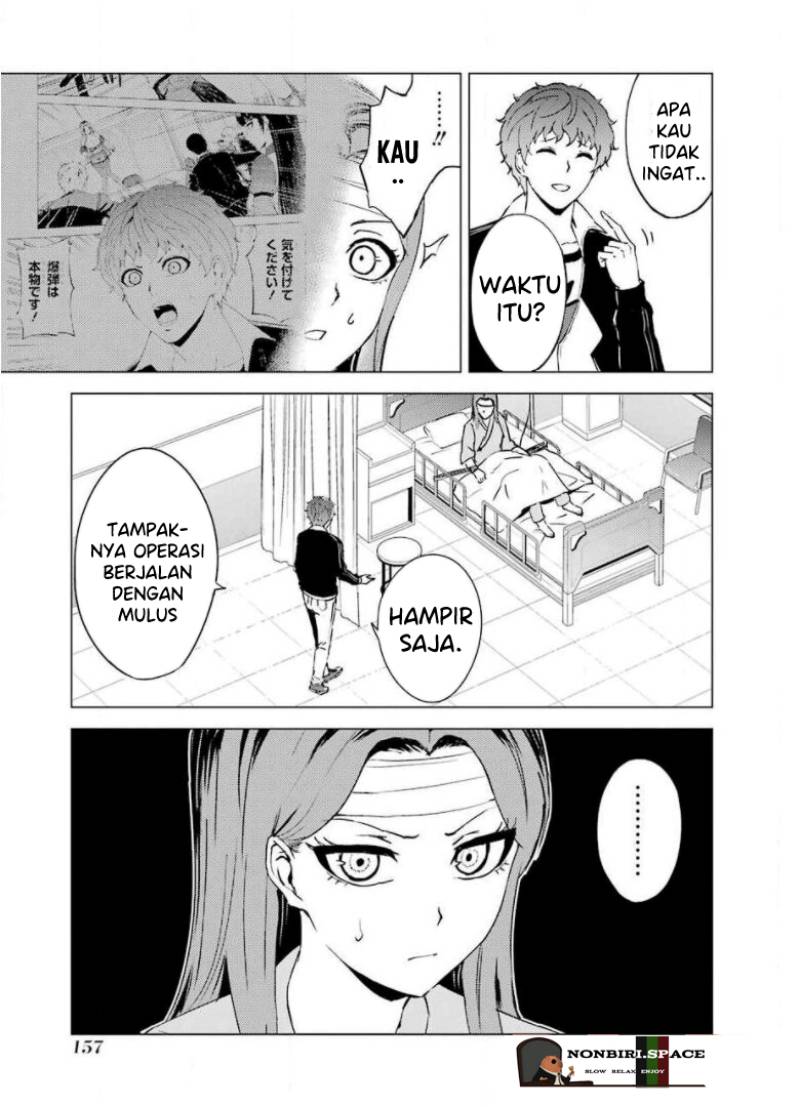 APA
KAU
TIDAK
INGAT..
WAKTU
ITU?
.......!!
KAU
..
気を付けて
ください!
爆弾は
本物です!
TAMPAK-
NYA OPERASI
BERJALAN
DENGAN
MULUS
HAMPIR
SAJA.
.........
157
NONBIRI.SPACE
SLOW RELAX ENJOY